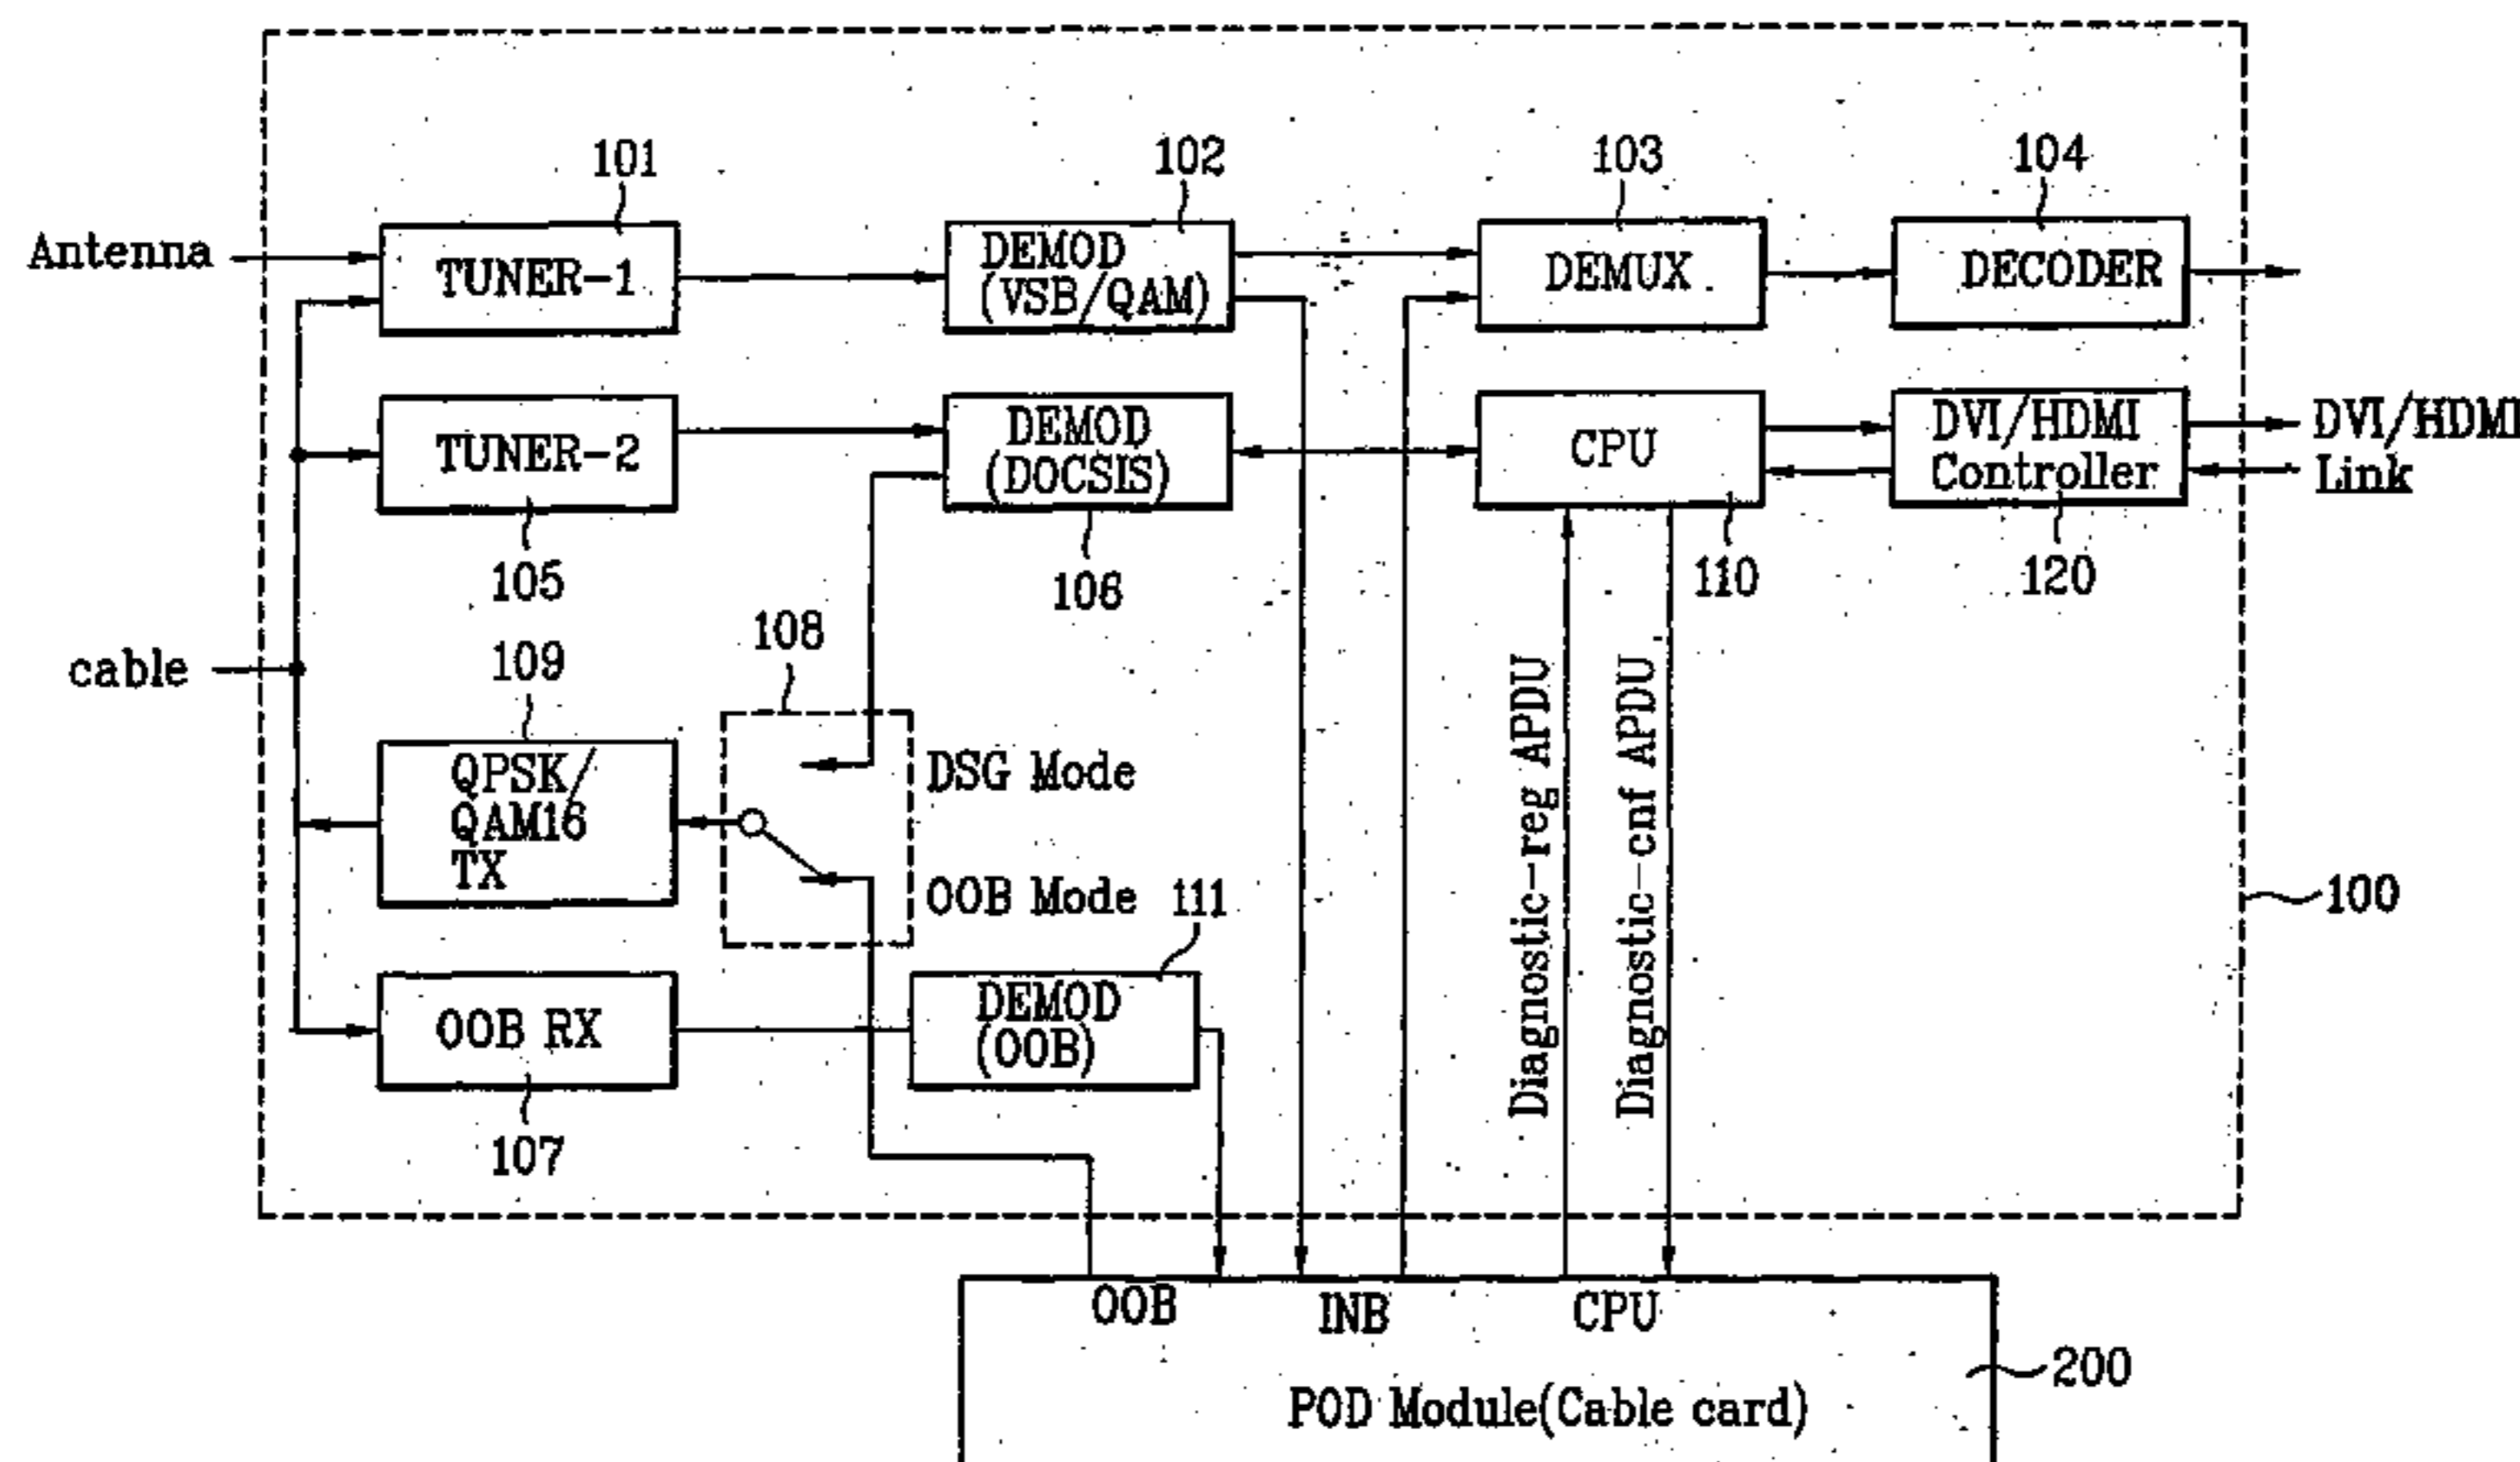 101
102
103
104
Antenna
TUNER-1
DEMOD
(VSB/QAM)
DEMUX
DECODER
TUNER-2
DEMOD
(DOCSIS)
CPU
DVI/HDMI
Controller
DVI/HDMI
Link
105
106
110
120
108
cable
109
QPSK/
QAM16
TX
DSG Mode
OOB Mode
111
Diagnostic-reg APDU
Diagnostic-cnf APDU
100
OOB RX
DEMOD
(OOB)
107
OOB
INB
CPU
200
POD Module(Cable card)